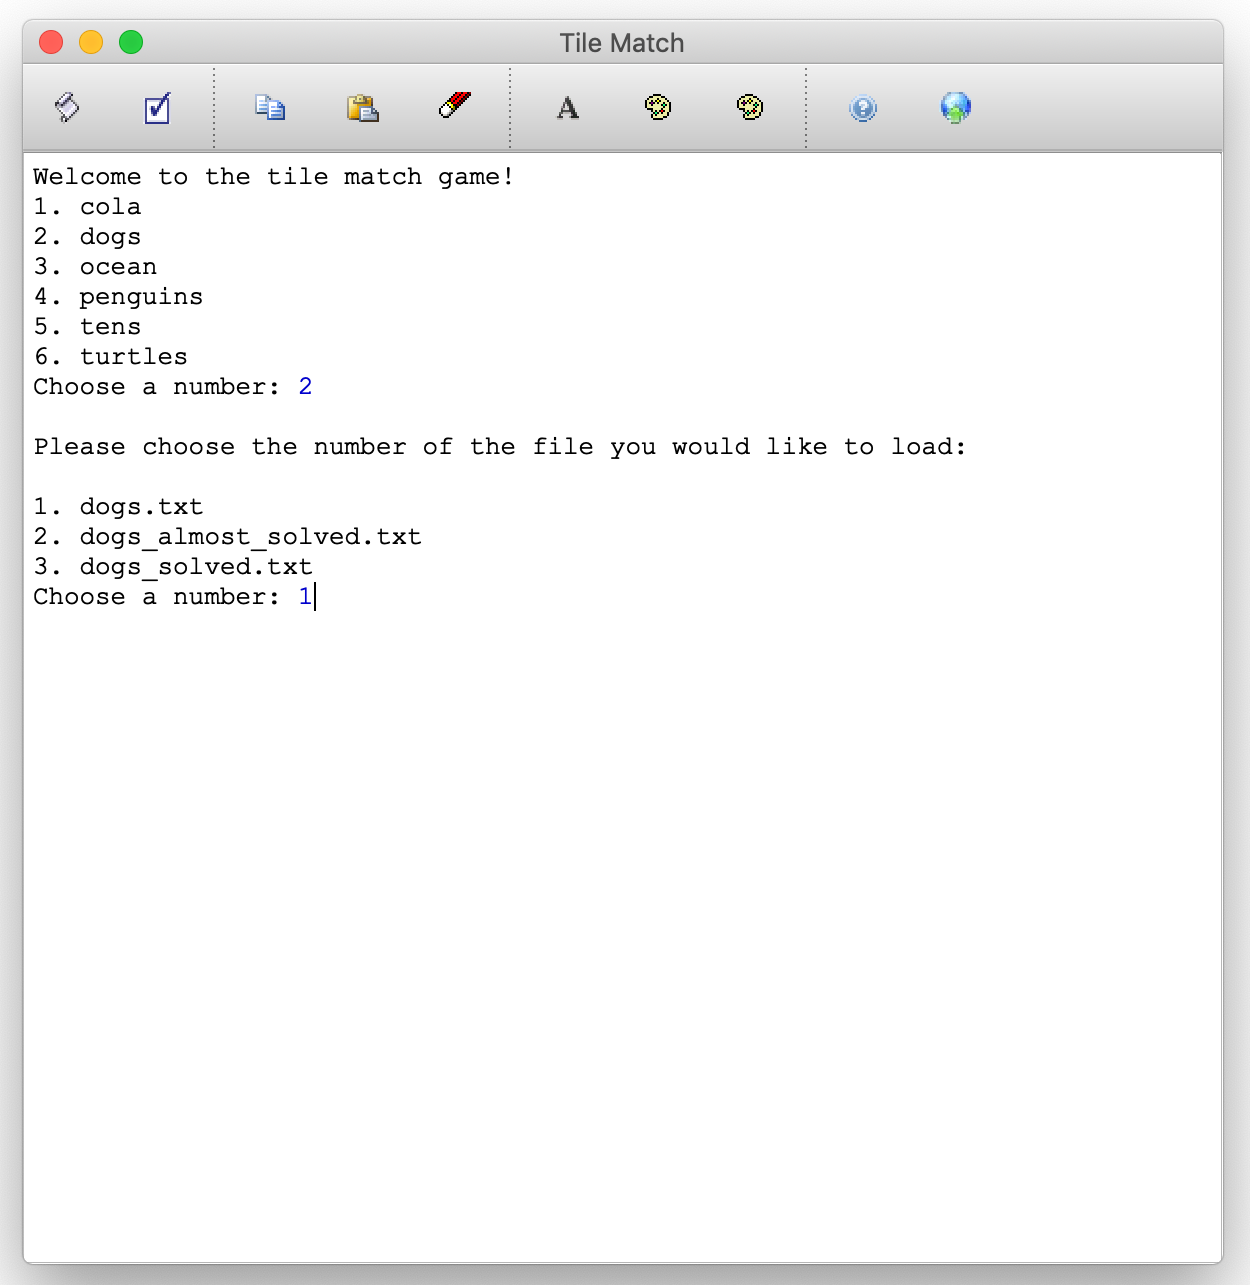 Tile Match
A
?
Welcome to the tile match game!
1. cola
2. dogs
3. ocean
4. penguins
5. tens
6. turtles
Choose a number: 2
Please choose the number of the file you would like to load:
1. dogs.txt
2. dogs_almost_solved.txt
3. dogs_solved.txt
Choose a number: 1